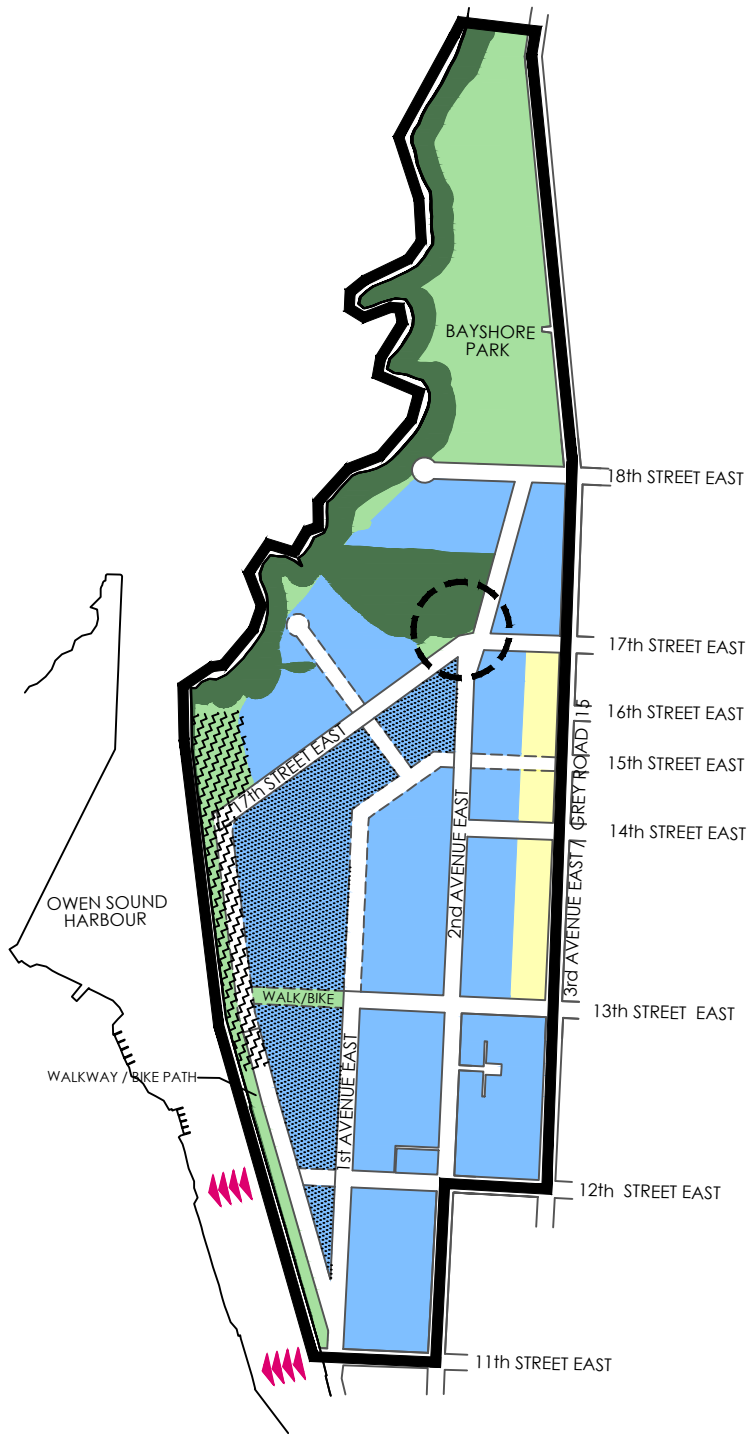 BAYSHORE
PARK
18th STREET EAST
17th STREET EAST
16th STREET EAST
15th STREET EAST
14th STREET EAST
17th STREET EAST
2nd AVENUE EAST
3rd AVENUE EAST / GREY ROAD 15
OWEN SOUND
HARBOUR
WALK/BIKE
13th STREET EAST
WALKWAY / BIKE PATH
1st AVENUE EAST
12th STREET EAST
11th STREET EAST